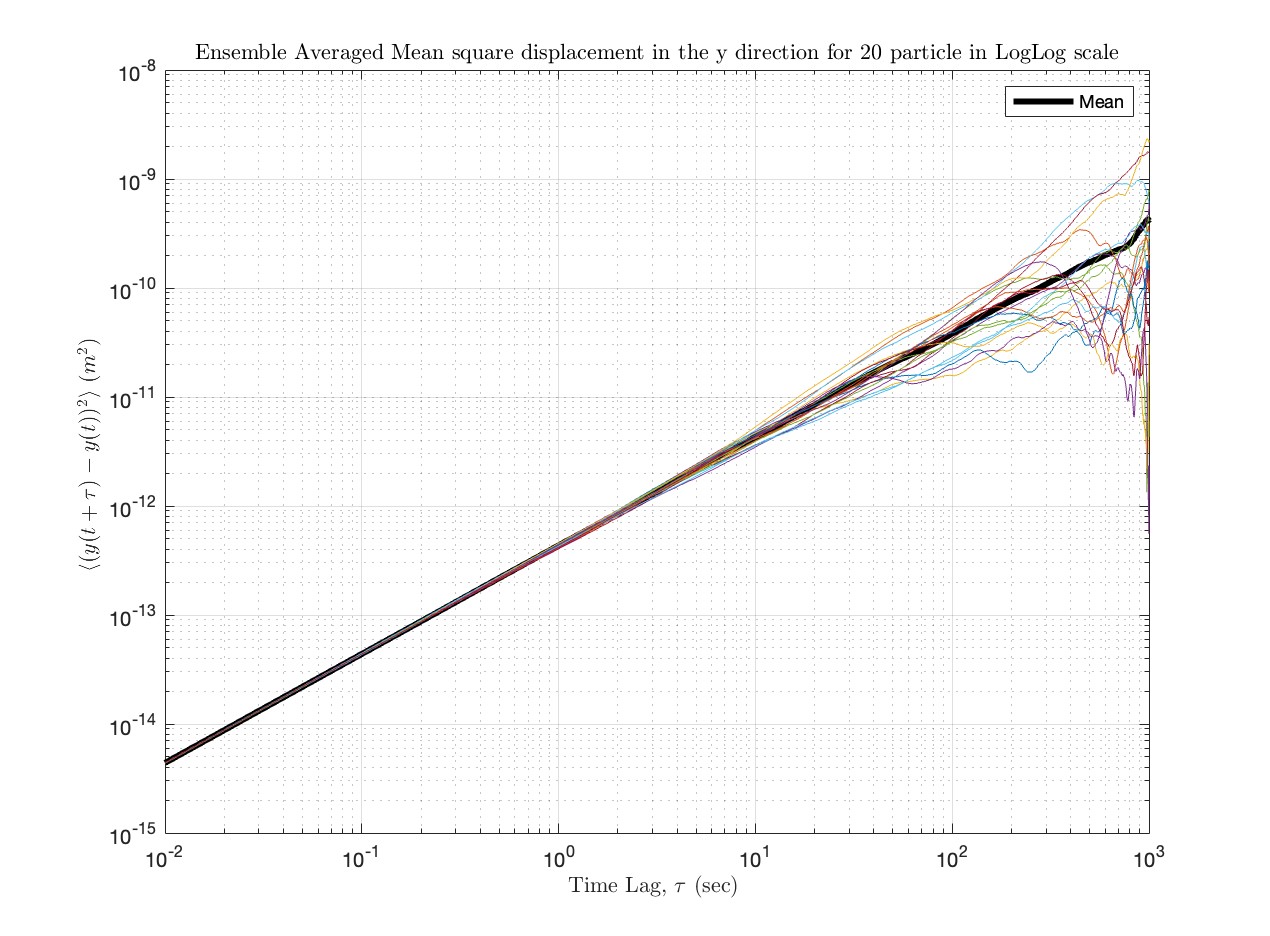 Ensemble Averaged Mean square displacement in the y direction for 20 particle in LogLog scale
Mean
10^-8
10^-9
10^-10
10^-11
10^-12
10^-13
10^-14
10^-15
⟨(y(t + τ) − y(t))^2⟩ (m^2)
10^-2 10^-1 10^0 10^1 10^2 10^3
Time Lag, τ (sec)